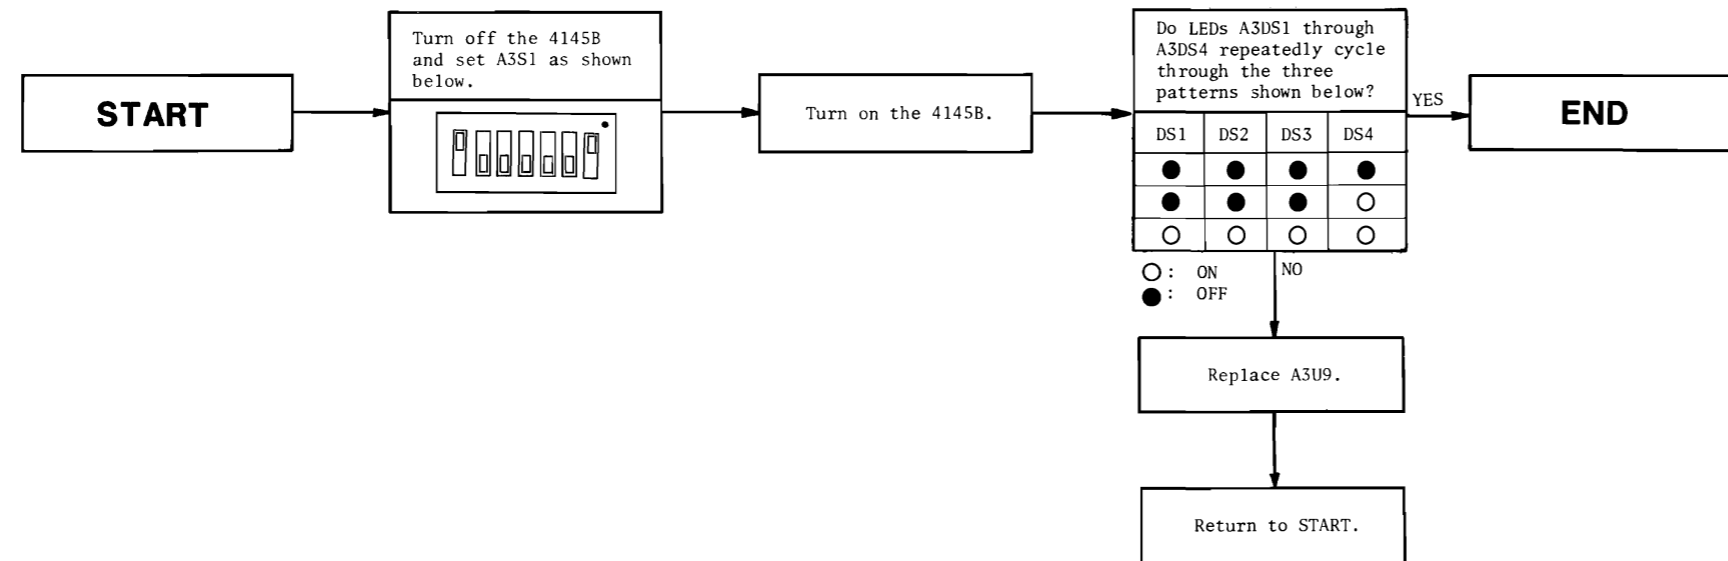 START
Turn off the 4145B
and set A3S1 as shown
below.
Turn on the 4145B.
Do LEDs A3DS1 through
A3DS4 repeatedly cycle
through the three
patterns shown below?
DS1 DS2 DS3 DS4
YES
END
: ON
: OFF
NO
Replace A3U9.
Return to START.